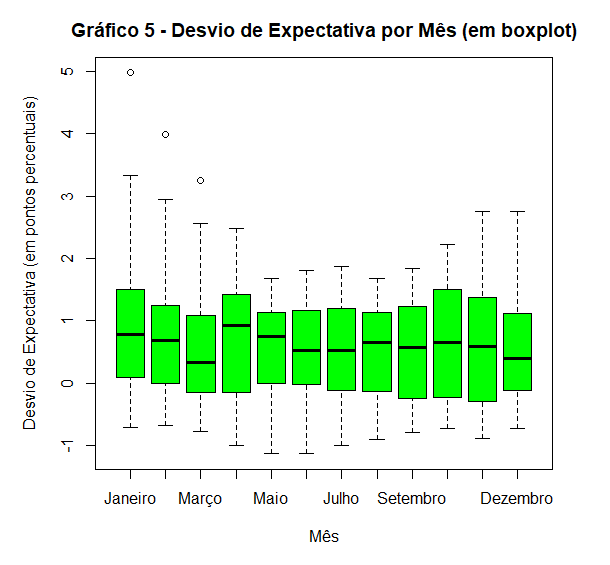 Gráfico 5 - Desvio de Expectativa por Mês (em boxplot)
Desvio de Expectativa (em pontos percentuais)
5
4
3
2
1
0
-1
Janeiro Março Maio Julho Setembro Dezembro
Mês